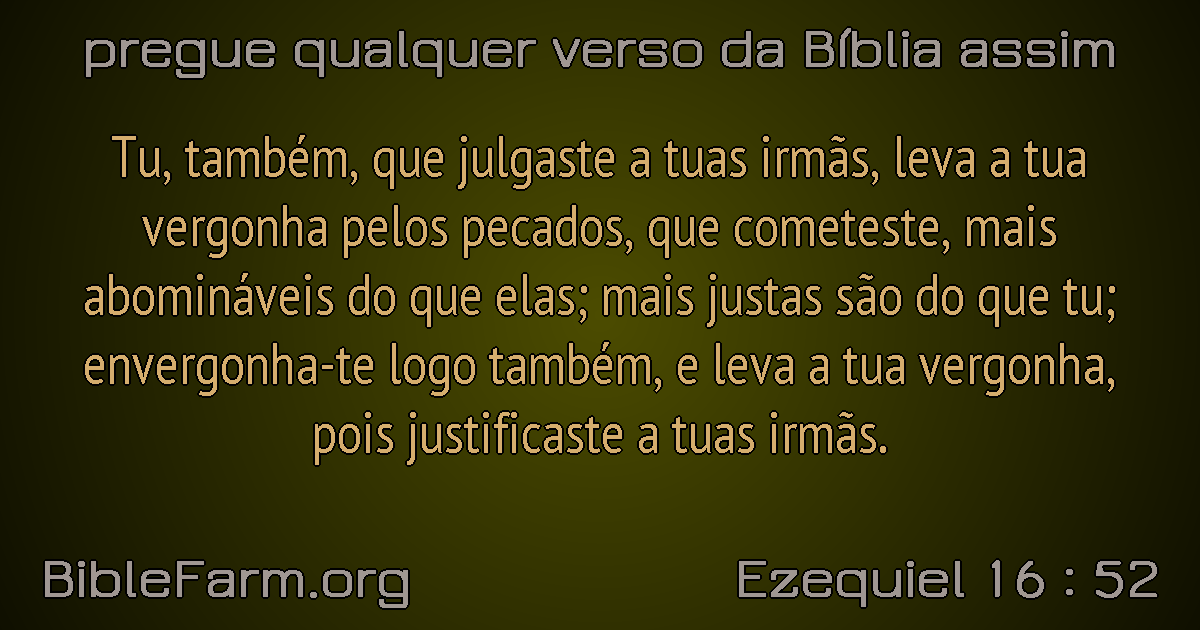 pregue qualquer verso da Bíblia assim
Tu, também, que julgaste a tuas irmãs, leva a tua
vergonha pelos pecados, que cometeste, mais
abomináveis do que elas; mais justas são do que tu;
envergonha-te logo também, e leva a tua vergonha,
pois justificaste a tuas irmãs.
BibleFarm.org
Ezequiel 16 : 52